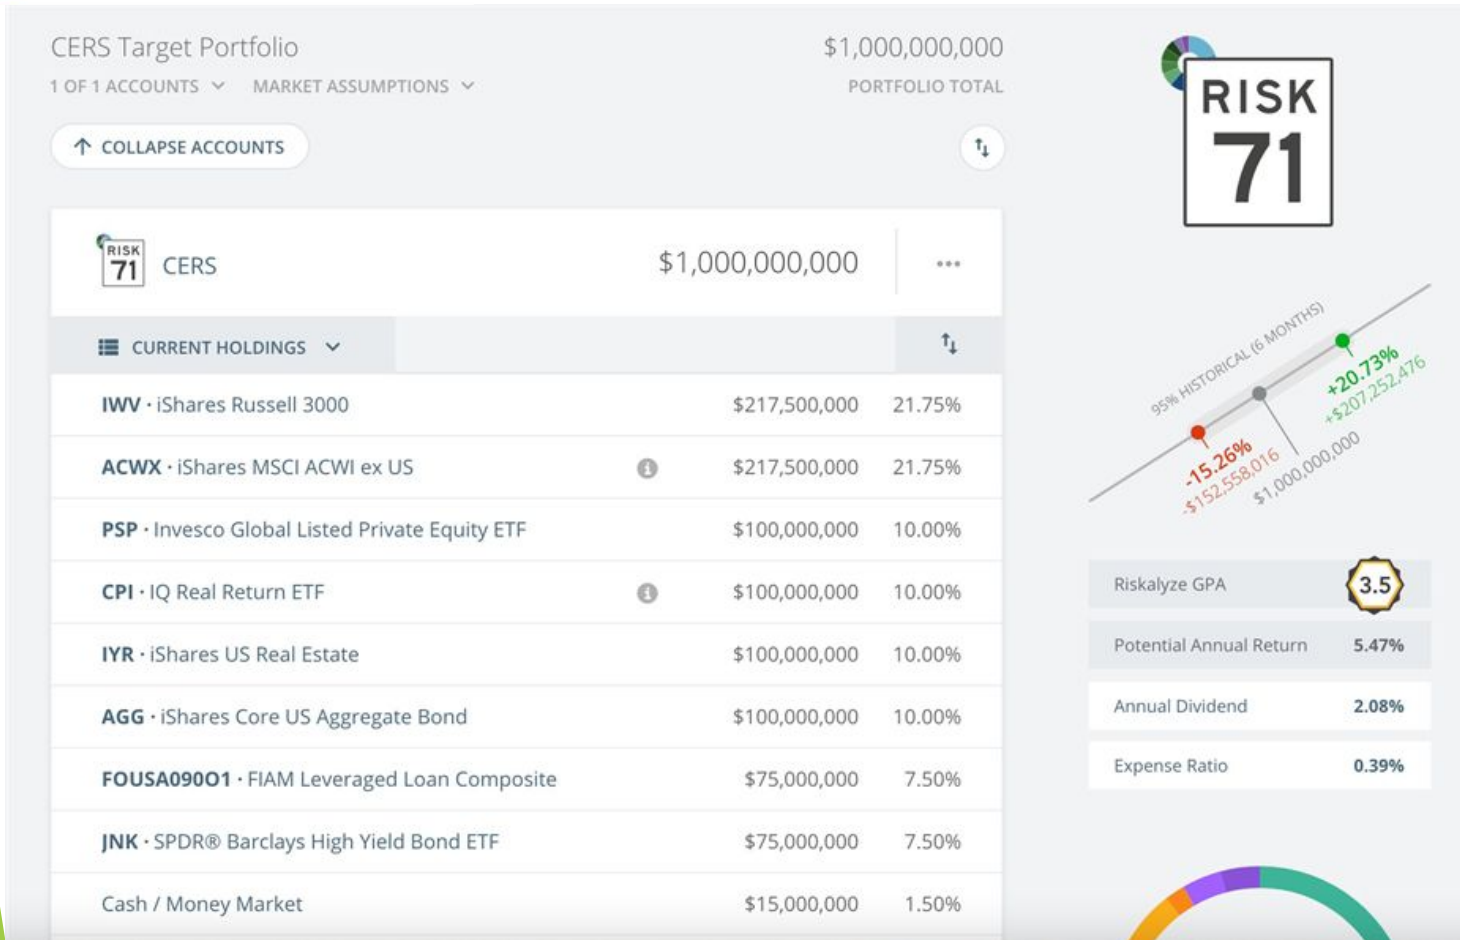 CERS Target Portfolio
$1,000,000,000
1 OF 1 ACCOUNTS
MARKET ASSUMPTIONS
PORTFOLIO TOTAL
COLLAPSE ACCOUNTS
RISK
71
RISK
71
CERS
$1,000,000,000
CURRENT HOLDINGS
IWV · iShares Russell 3000 $217,500,000 21.75%
ACWX · iShares MSCI ACWI ex US $217,500,000 21.75%
PSP · Invesco Global Listed Private Equity ETF $100,000,000 10.00%
CPI · IQ Real Return ETF $100,000,000 10.00%
IYR · iShares US Real Estate $100,000,000 10.00%
AGG · iShares Core US Aggregate Bond $100,000,000 10.00%
FOUSA090O1 · FIAM Leveraged Loan Composite $75,000,000 7.50%
JNK · SPDR® Barclays High Yield Bond ETF $75,000,000 7.50%
Cash / Money Market $15,000,000 1.50%
95% HISTORICAL (6 MONTHS)
+20.73%
+$207,252,476
-15.26%
-$152,558,016
$1,000,000,000
Riskalyze GPA 3.5
Potential Annual Return 5.47%
Annual Dividend 2.08%
Expense Ratio 0.39%